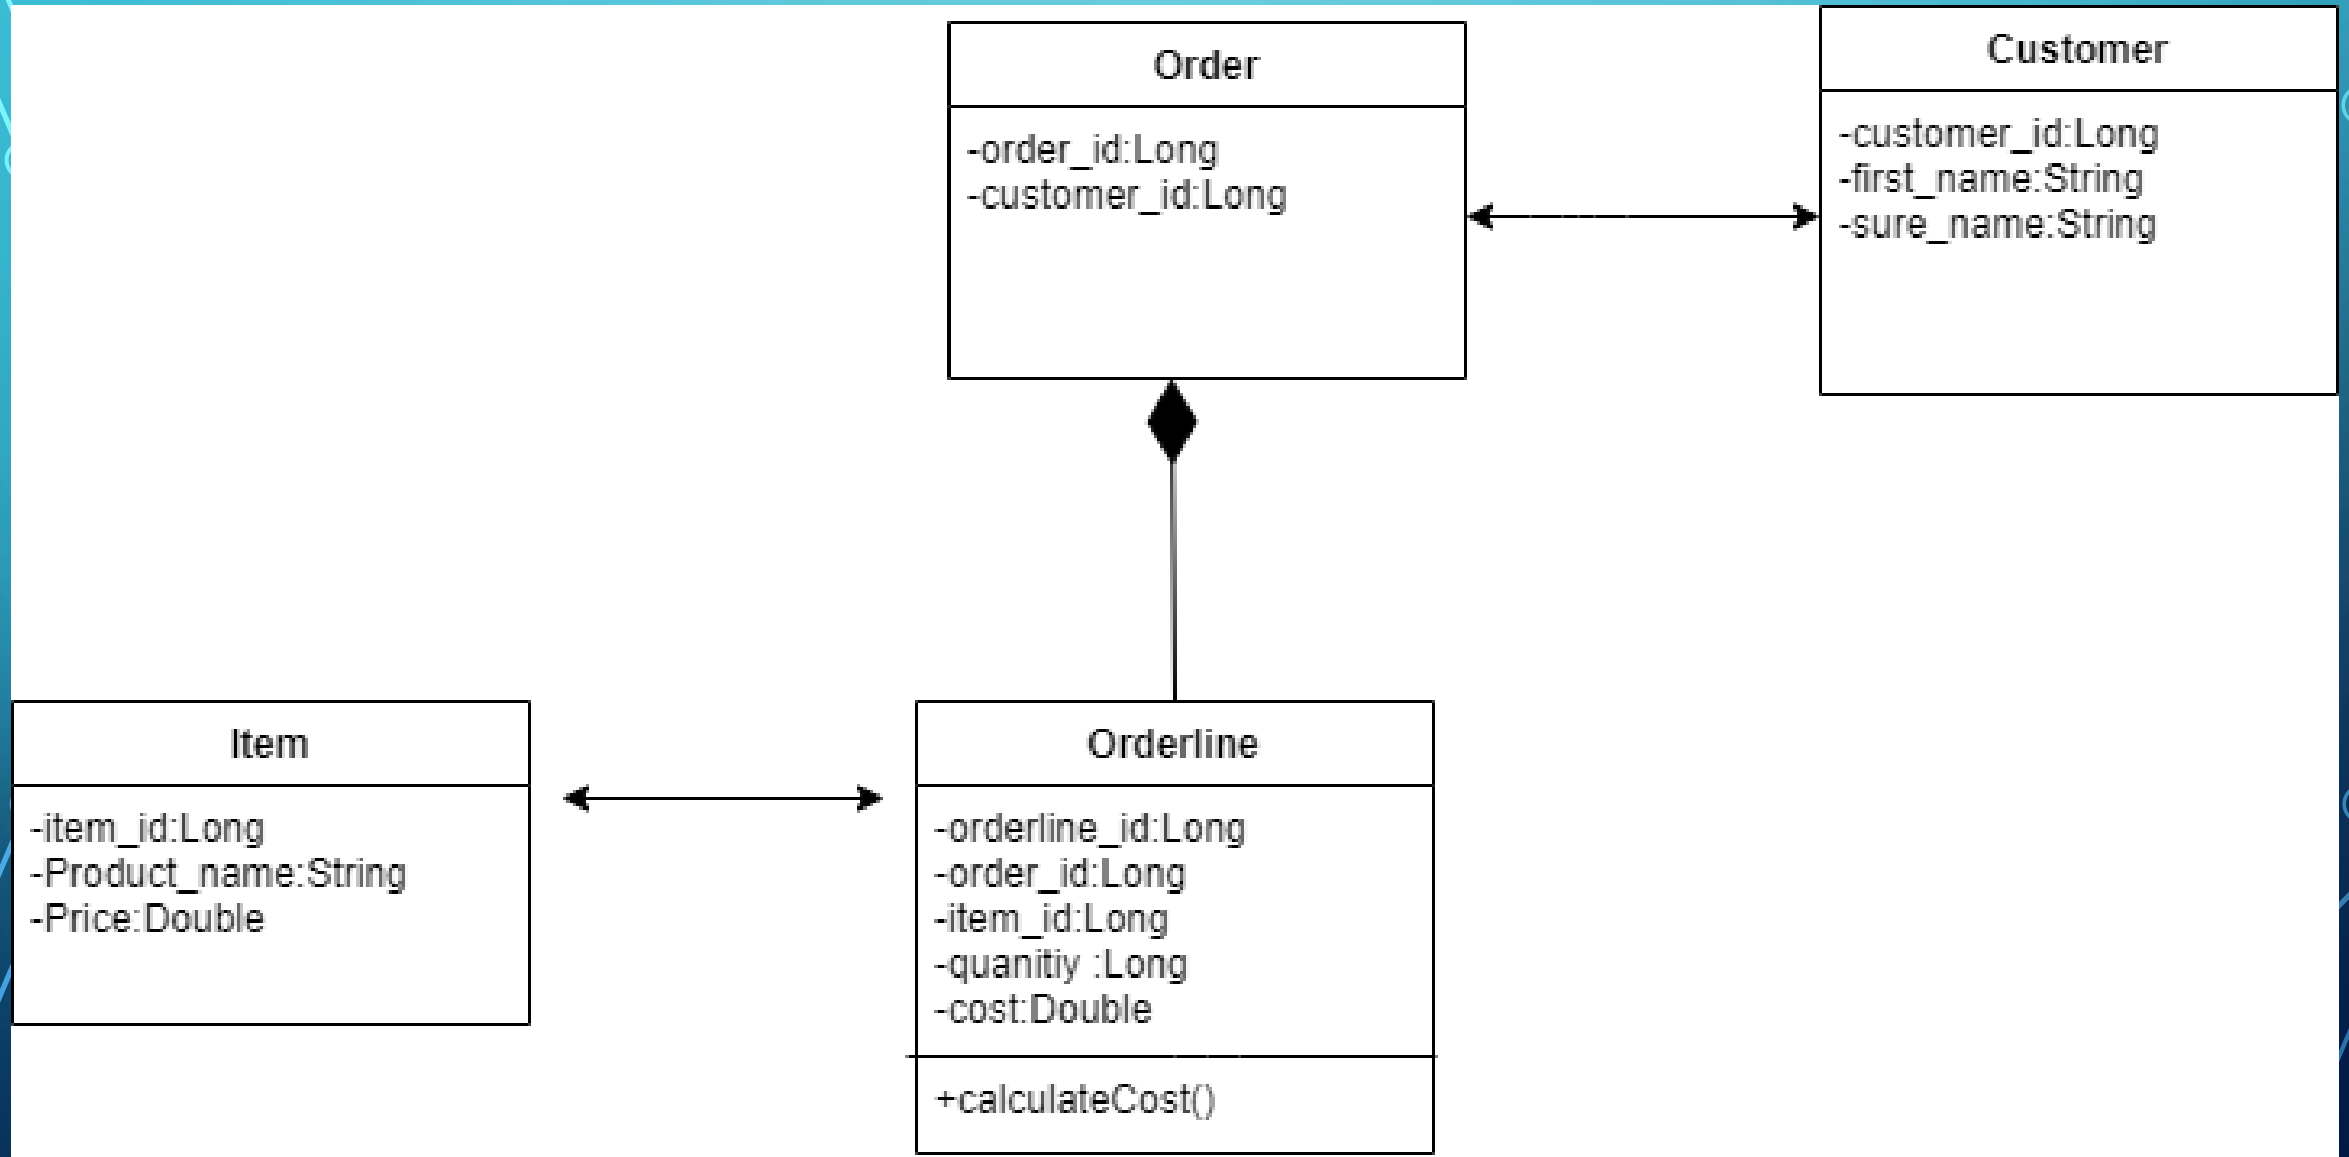 Order
-order_id:Long
-customer_id:Long
Customer
-customer_id:Long
-first_name:String
-sure_name:String
Item
-item_id:Long
-Product_name:String
-Price:Double
Orderline
-orderline_id:Long
-order_id:Long
-item_id:Long
-quanitiy :Long
-cost:Double
+calculateCost()